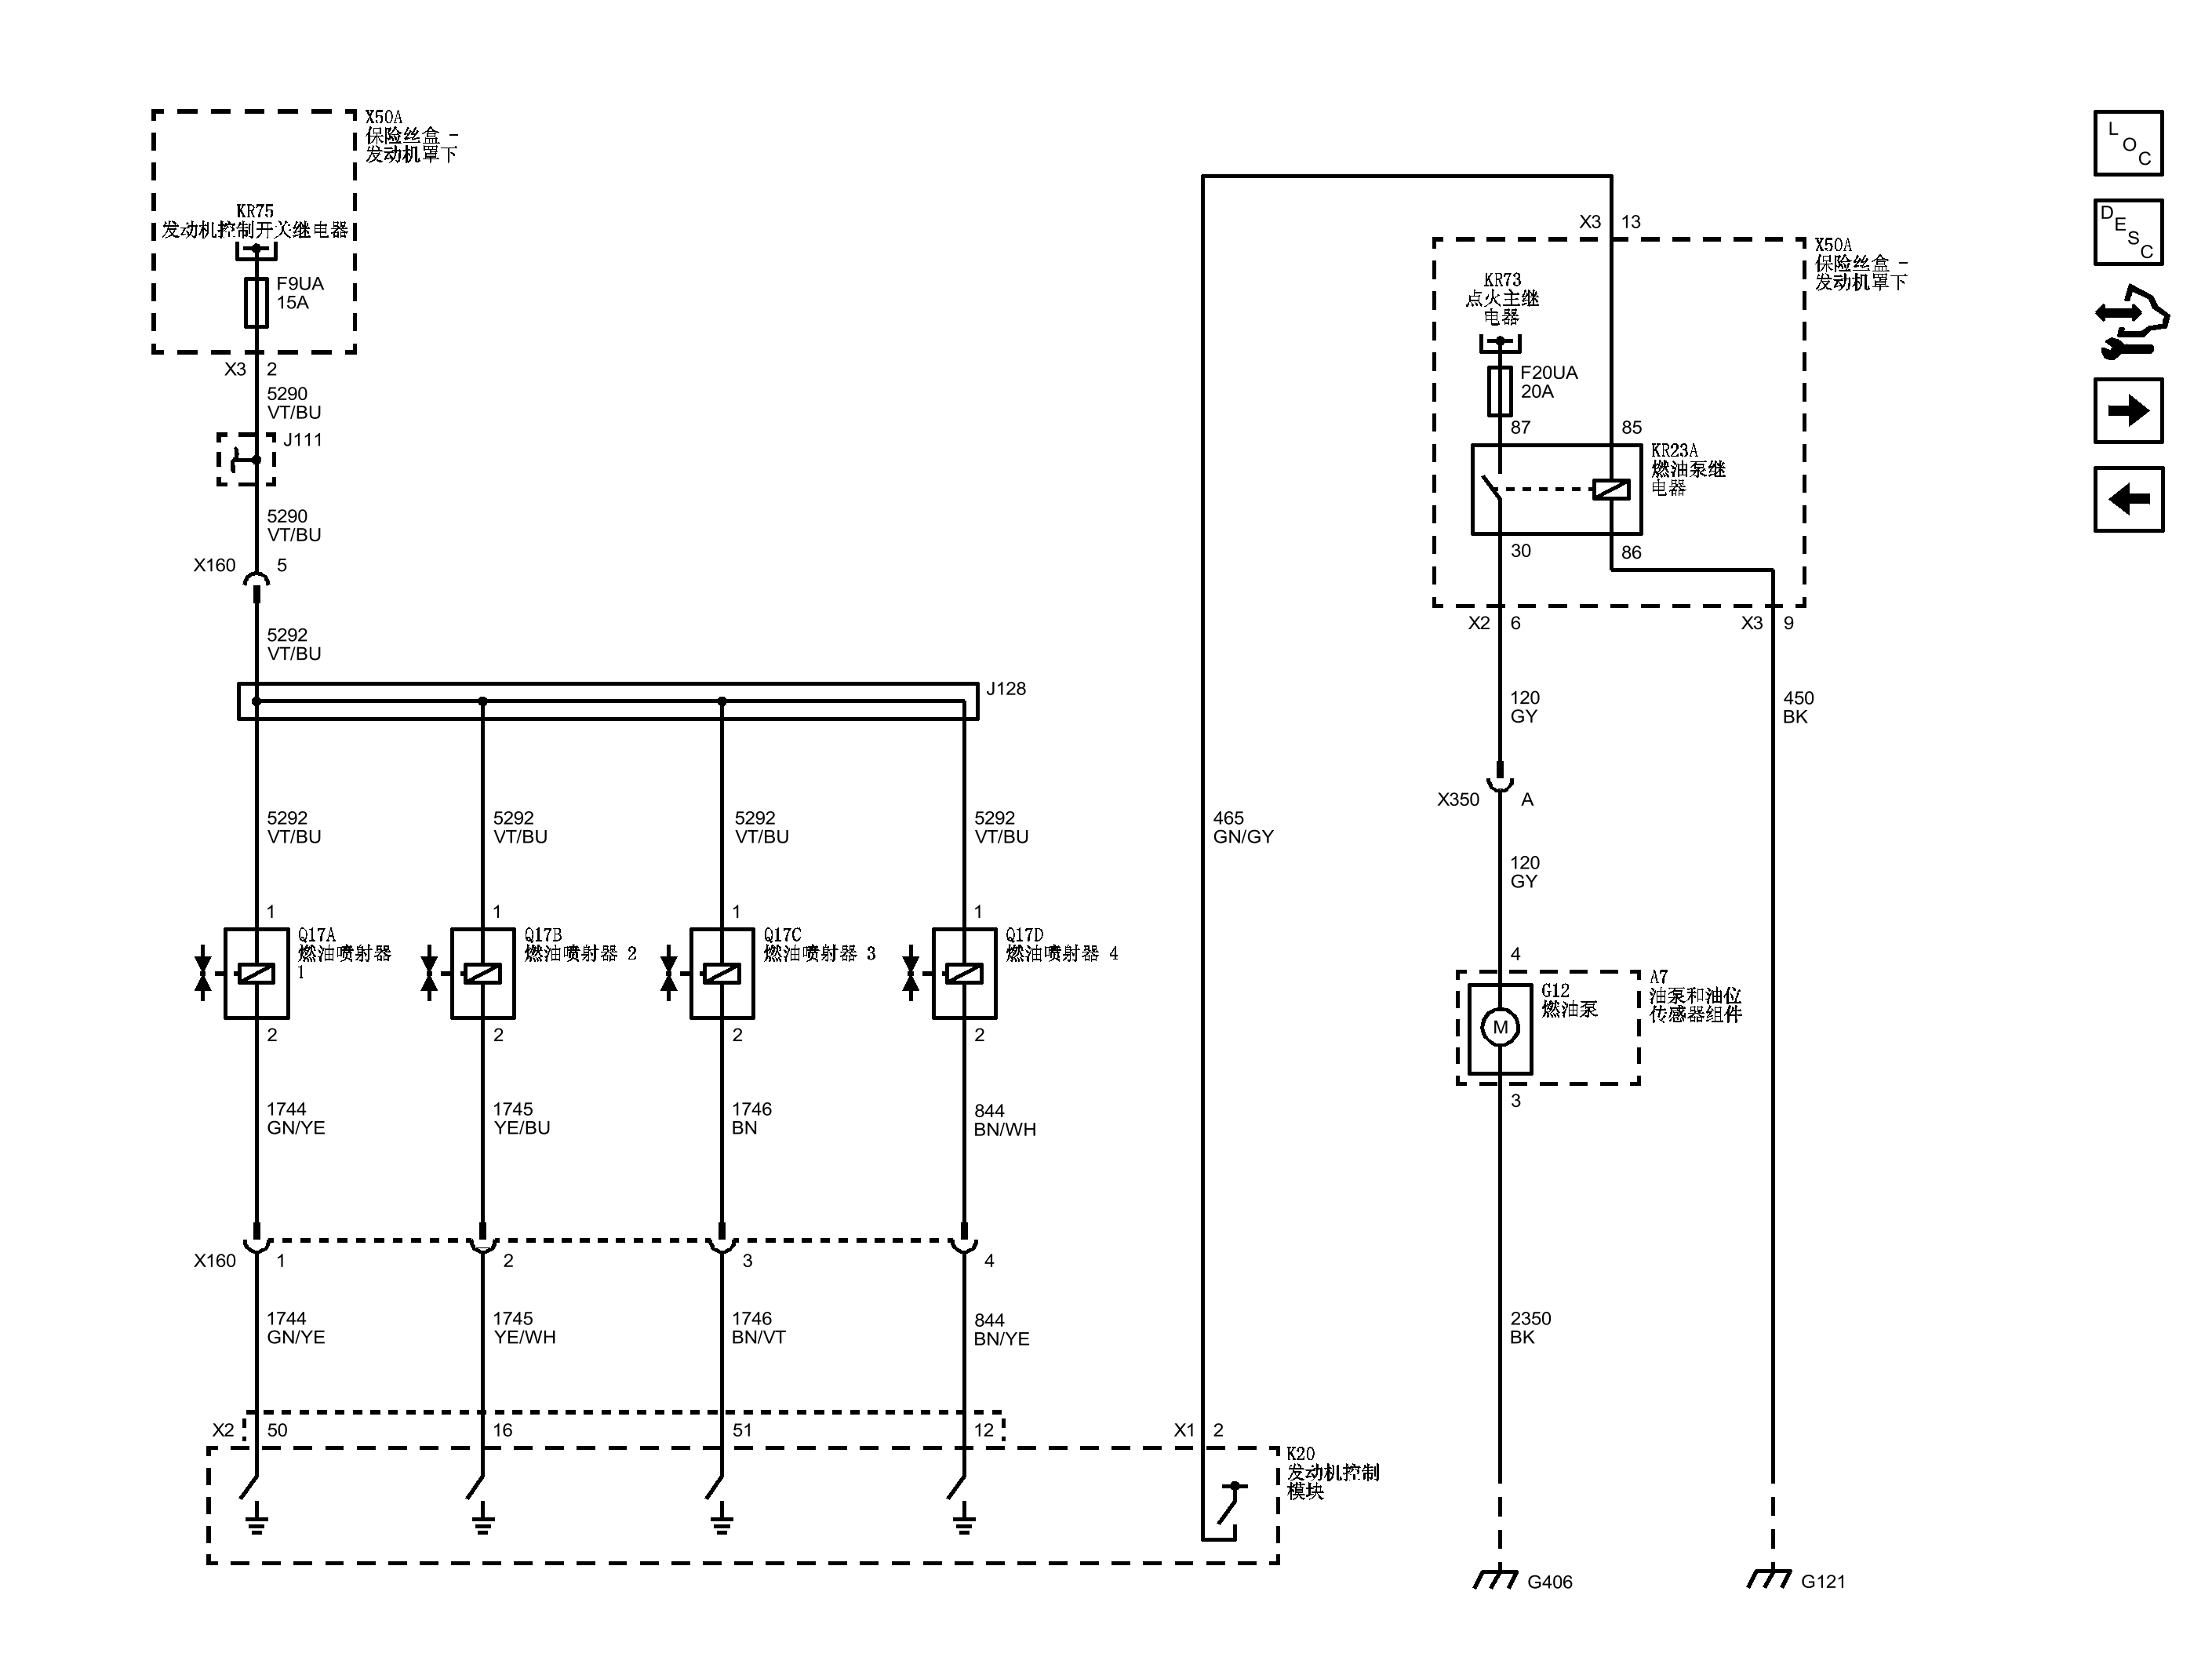 X50A
保险丝盒 -
发动机罩下
KR75
发动机控制开关继电器
F9UA
15A
X3 2
5290
VT/BU
J111
5290
VT/BU
X160 5
5292
VT/BU
J128
5292
VT/BU
5292
VT/BU
5292
VT/BU
5292
VT/BU
1
Q17A
燃油喷射器
1
2
1
Q17B
燃油喷射器 2
2
1
Q17C
燃油喷射器 3
2
1
Q17D
燃油喷射器 4
2
1744
GN/YE
1745
YE/BU
1746
BN
844
BN/WH
X160 1 2 3 4
1744
GN/YE
1745
YE/WH
1746
BN/VT
844
BN/YE
X2 50 16 51 12
X1 2
K20
发动机控制
模块
465
GN/GY
X3 13
X50A
保险丝盒 -
发动机罩下
KR73
点火主继
电器
F20UA
20A
87 85
KR23A
燃油泵继
电器
30 86
X2 6
X3 9
120
GY
450
BK
X350 A
120
GY
4
G12
燃油泵
M
A7
油泵和油位
传感器组件
3
2350
BK
G406
G121
LOC
DESC